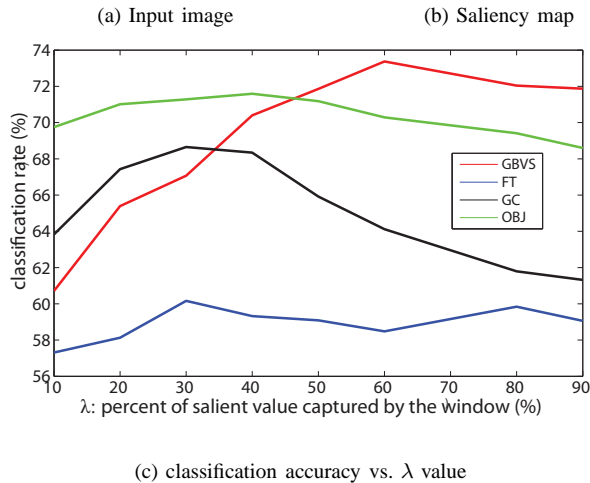 (a) Input image (b) Saliency map
74
72
70
68
66
64
62
60
58
56
classification rate (%)
GBVS
FT
GC
OBJ
10 20 30 40 50 60 70 80 90
λ: percent of salient value captured by the window (%)
(c) classification accuracy vs. λ value